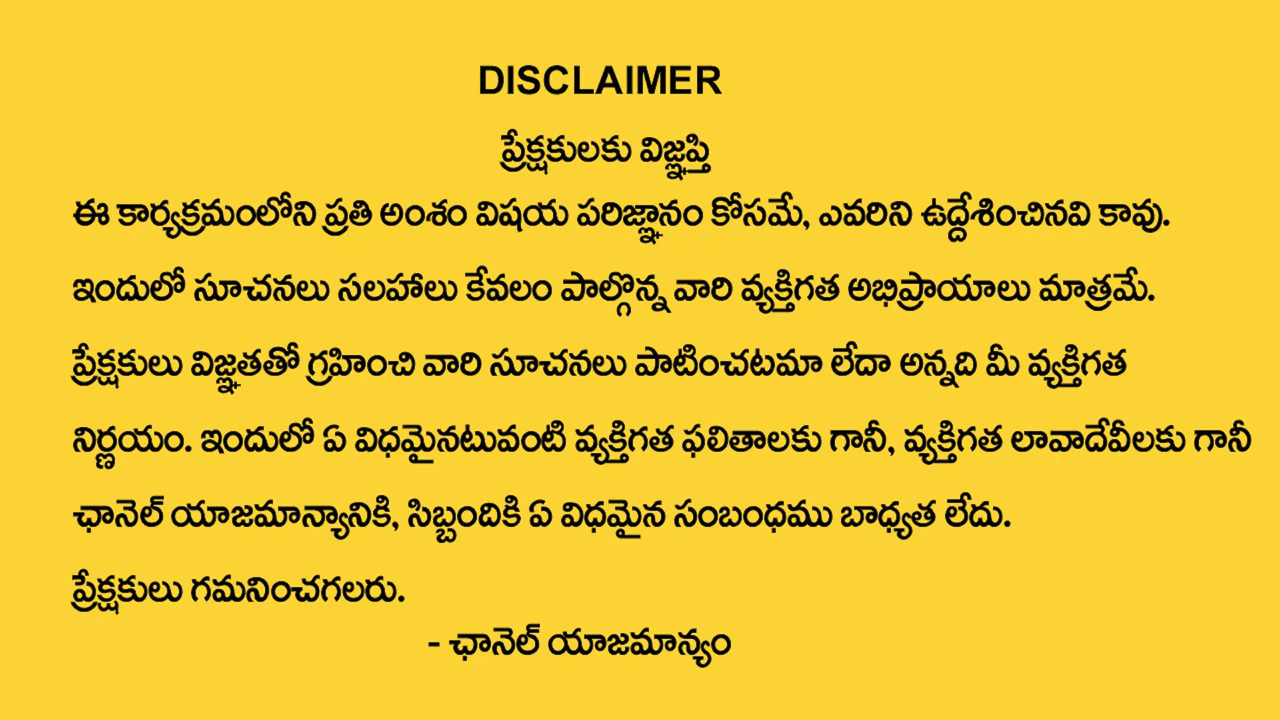 DISCLAIMER
ప్రేక్షకులకు విజ్ఞప్తి
ఈ కార్యక్రమంలోని ప్రతి అంశం విషయ పరిజ్ఞానం కోసమే, ఎవరిని ఉద్దేశించినవి కావు.
ఇందులో సూచనలు సలహాలు కేవలం పాల్గొన్న వారి వ్యక్తిగత అభిప్రాయాలు మాత్రమే.
ప్రేక్షకులు విజ్ఞతతో గ్రహించి వారి సూచనలు పాటించటమా లేదా అన్నది మీ వ్యక్తిగత
నిర్ణయం. ఇందులో ఏ విధమైనటువంటి వ్యక్తిగత ఫలితాలకు గానీ, వ్యక్తిగత లావాదేవీలకు గానీ
ఛానెల్ యాజమాన్యానికి, సిబ్బందికి ఏ విధమైన సంబంధము బాధ్యత లేదు.
ప్రేక్షకులు గమనించగలరు.
- ఛానెల్ యాజమాన్యం